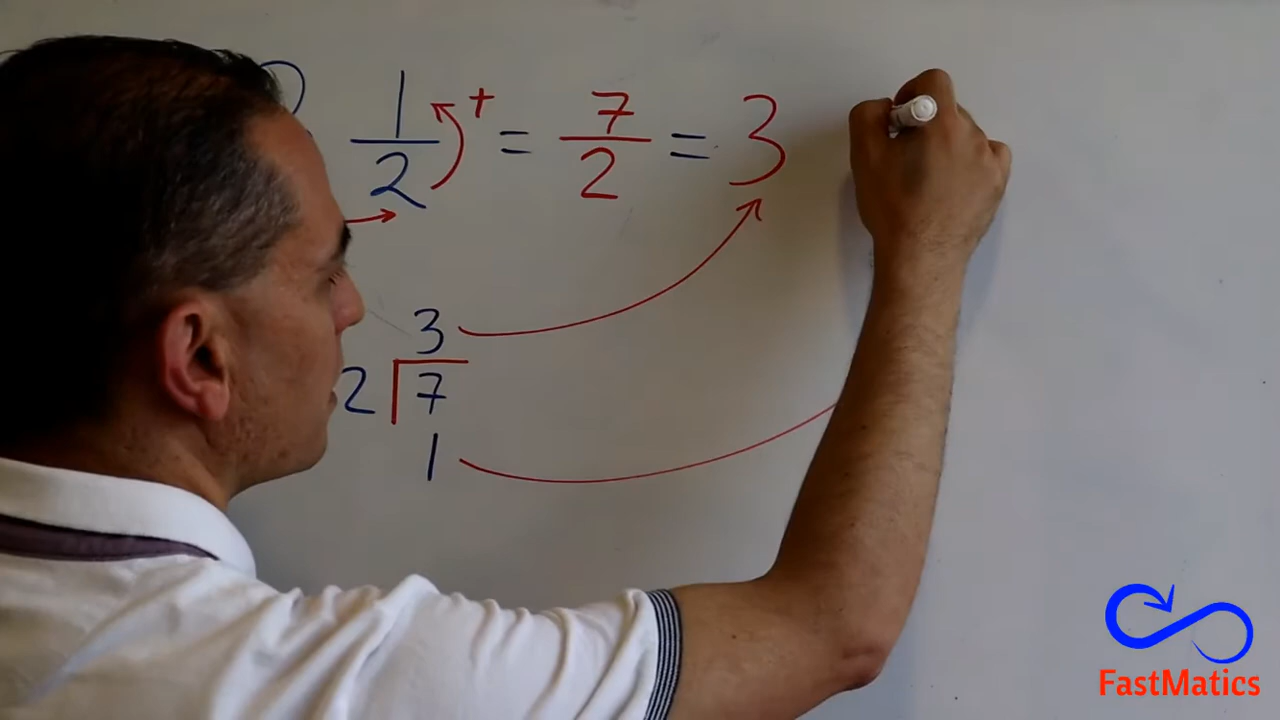 1/2 + = 7/2 = 3
3
2 7
1
FastMatics